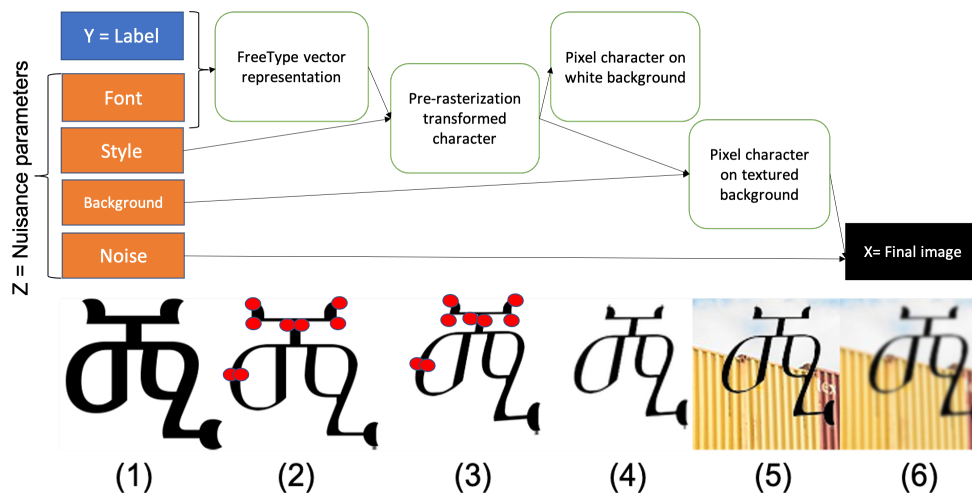 Y = Label
Font
Style
Background
Noise
Z = Nuisance parameters
FreeType vector
representation
Pre-rasterization
transformed
character
Pixel character on
white background
Pixel character
on textured
background
X= Final image
(1)
(2)
(3)
(4)
(5)
(6)